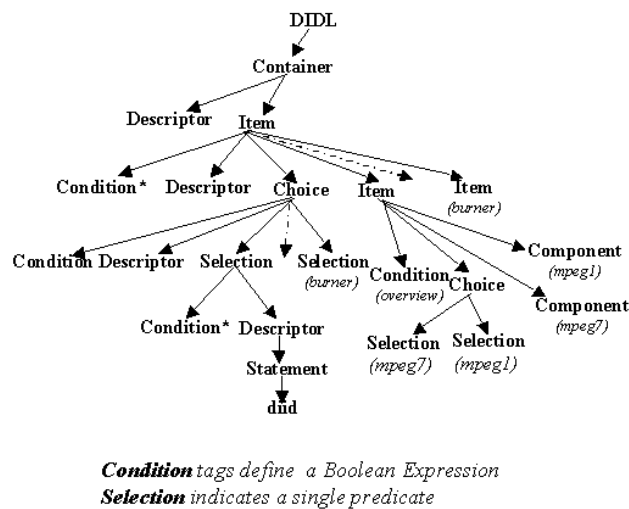 DIDL
Container
Descriptor
Item
Condition*
Descriptor
Choice
Item
Item
(burner)
Condition
Descriptor
Selection
Selection
(burner)
Condition
(overview)
Choice
Component
(mpeg1)
Component
(mpeg7)
Condition*
Descriptor
Selection
(mpeg7)
Selection
(mpeg1)
Statement
diid
Condition tags define a Boolean Expression
Selection indicates a single predicate